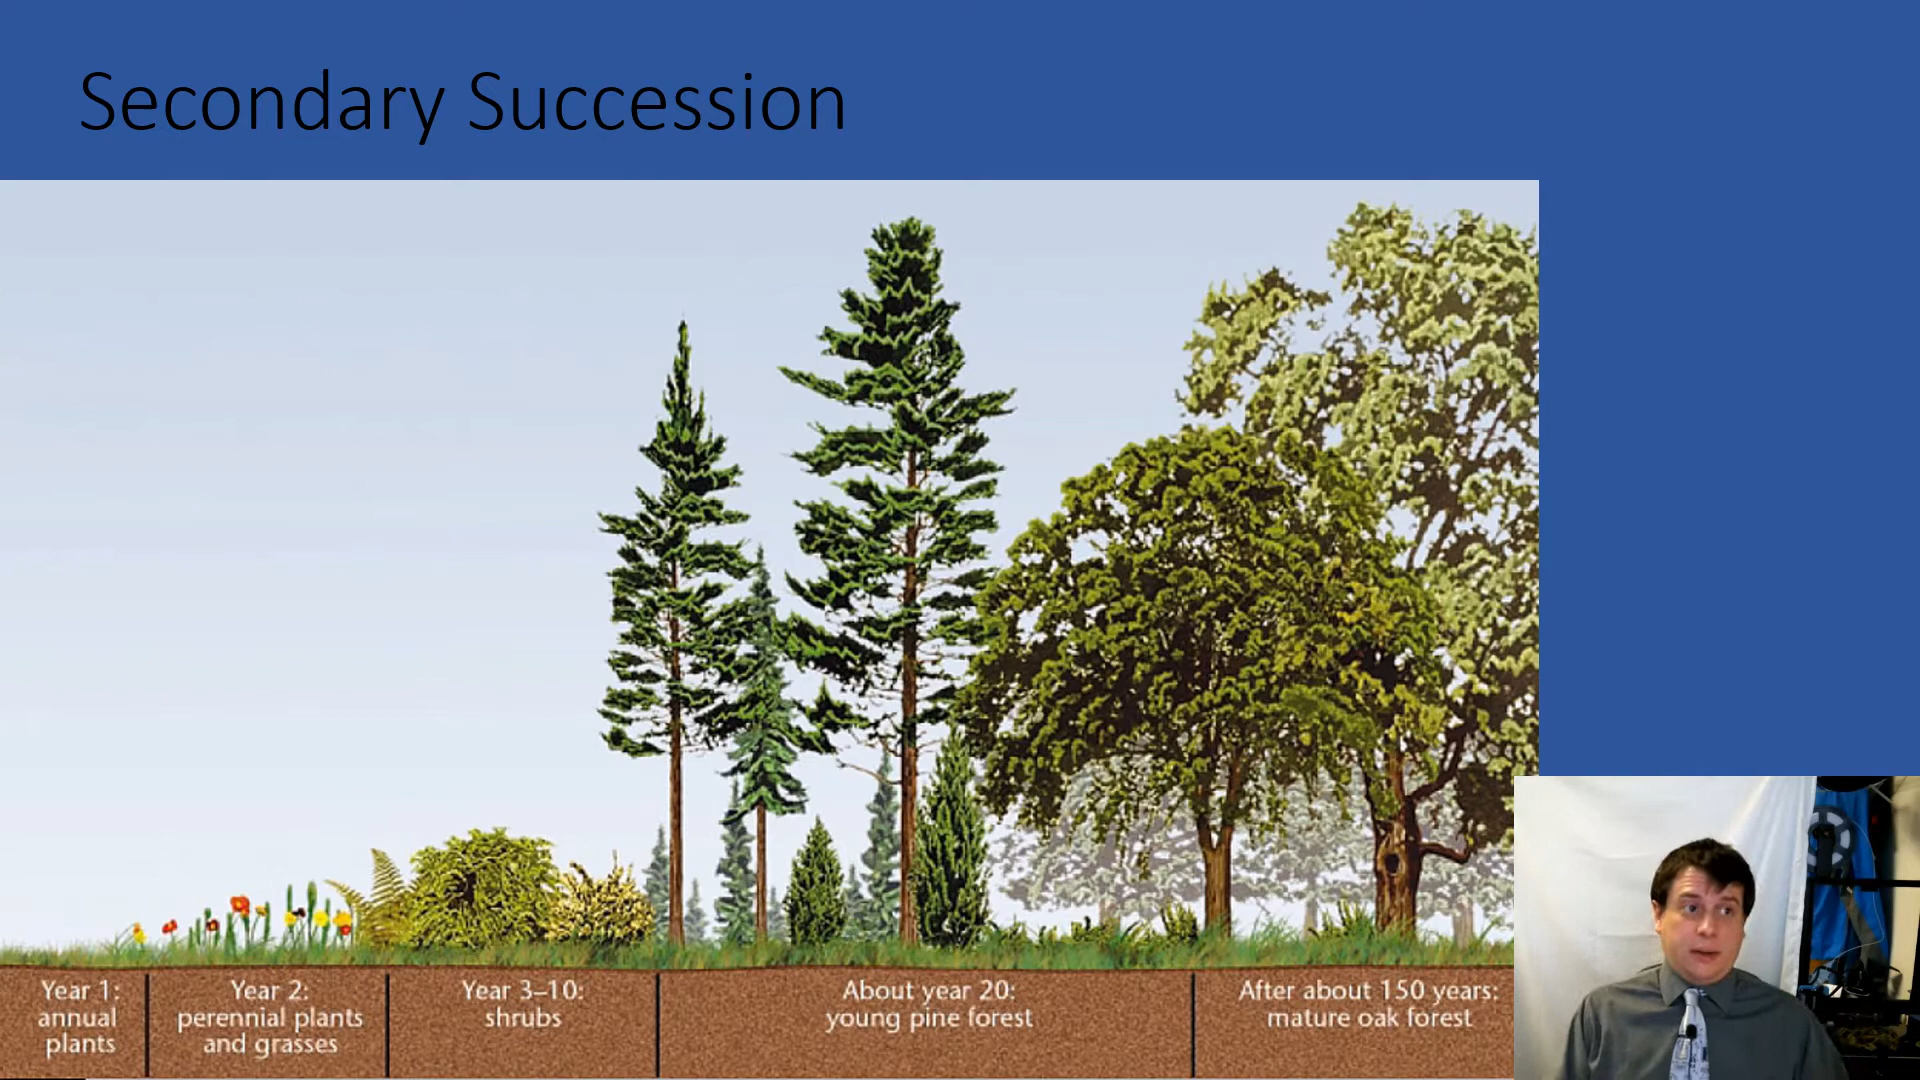 Secondary Succession
Year 1:
annual
plants
Year 2:
perennial plants
and grasses
Year 3–10:
shrubs
About year 20:
young pine forest
After about 150 years:
mature oak forest